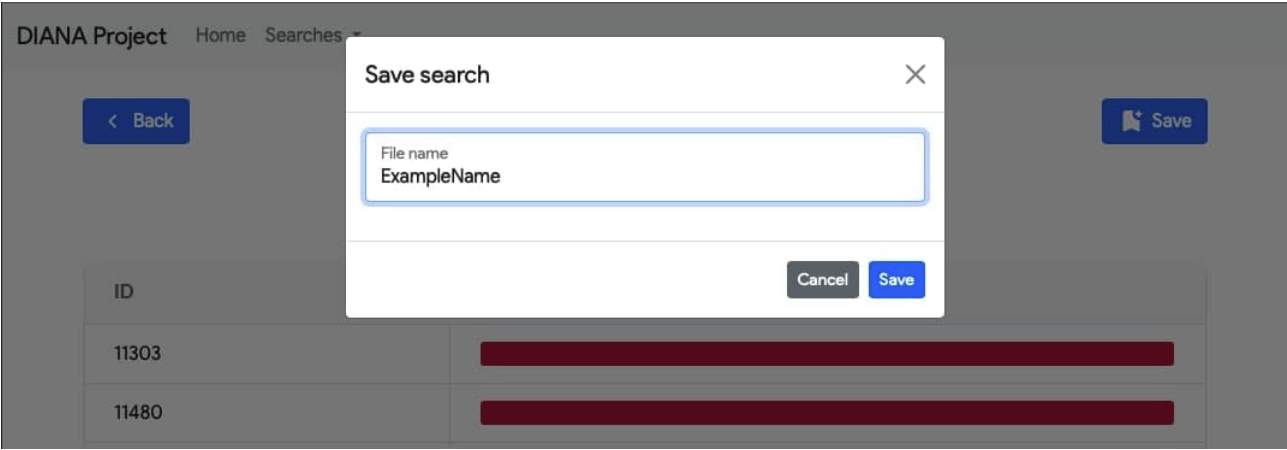 DIANA Project Home Searches
Save search
Back
Save
File name
ExampleName
Cancel Save
ID
11303
11480